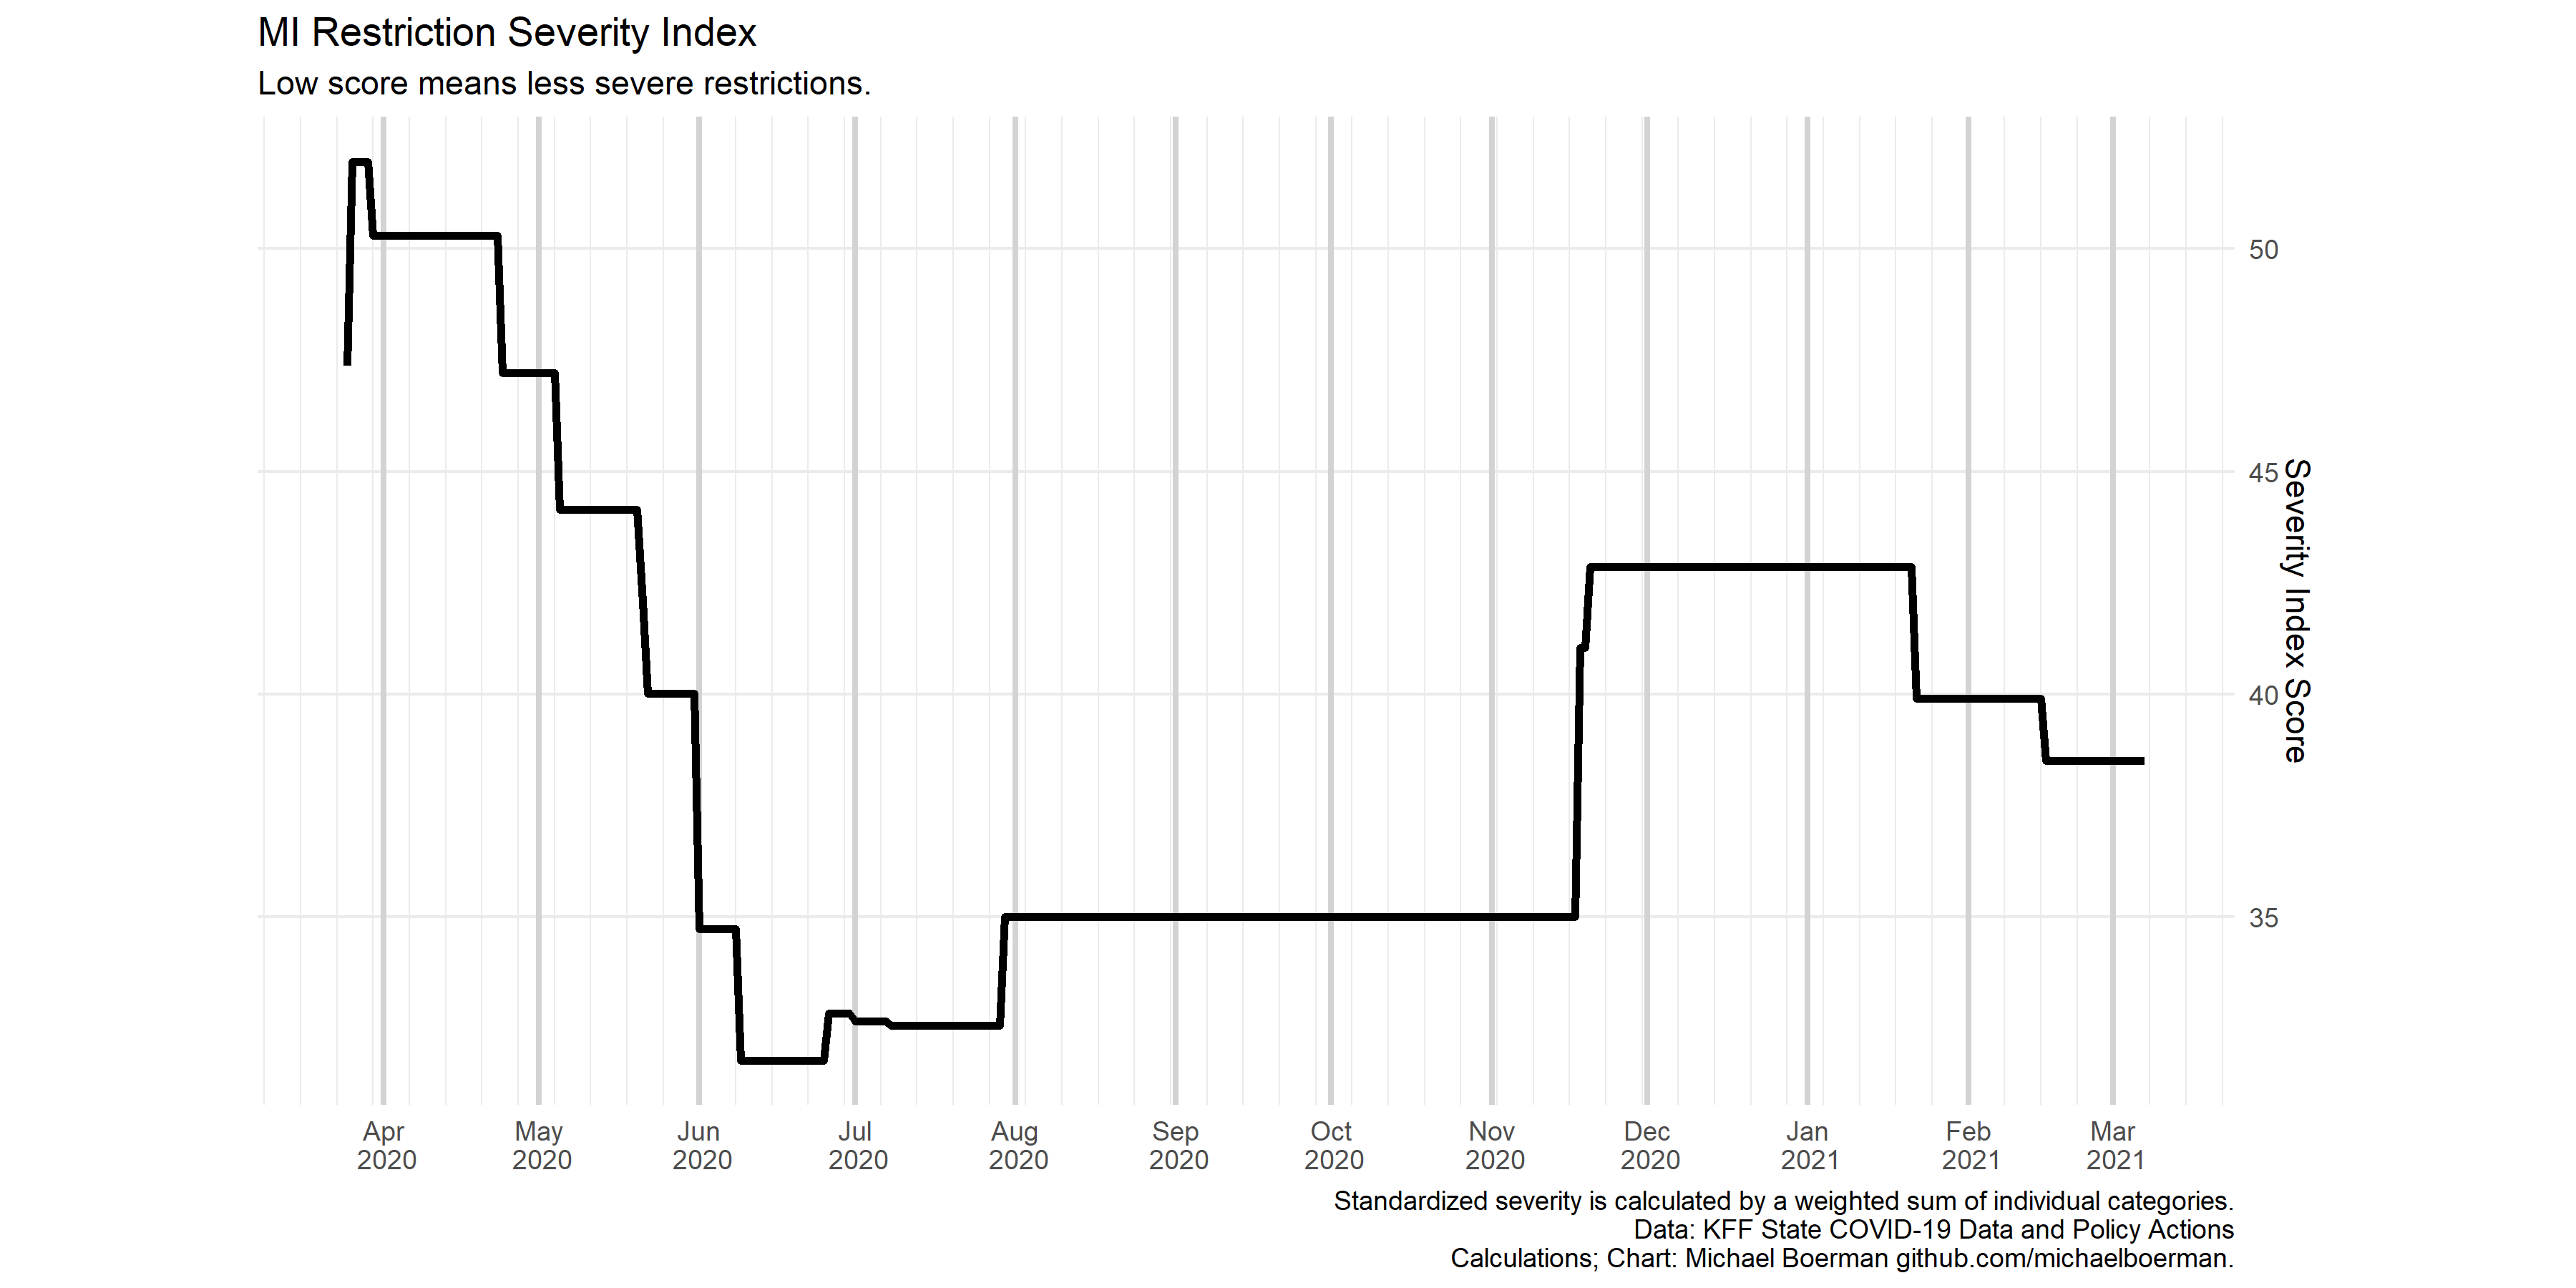 MI Restriction Severity Index
Low score means less severe restrictions.
50
45
40
35
Severity Index Score
Apr
2020
May
2020
Jun
2020
Jul
2020
Aug
2020
Sep
2020
Oct
2020
Nov
2020
Dec
2020
Jan
2021
Feb
2021
Mar
2021
Standardized severity is calculated by a weighted sum of individual categories.
Data: KFF State COVID-19 Data and Policy Actions
Calculations; Chart: Michael Boerman github.com/michaelboerman.